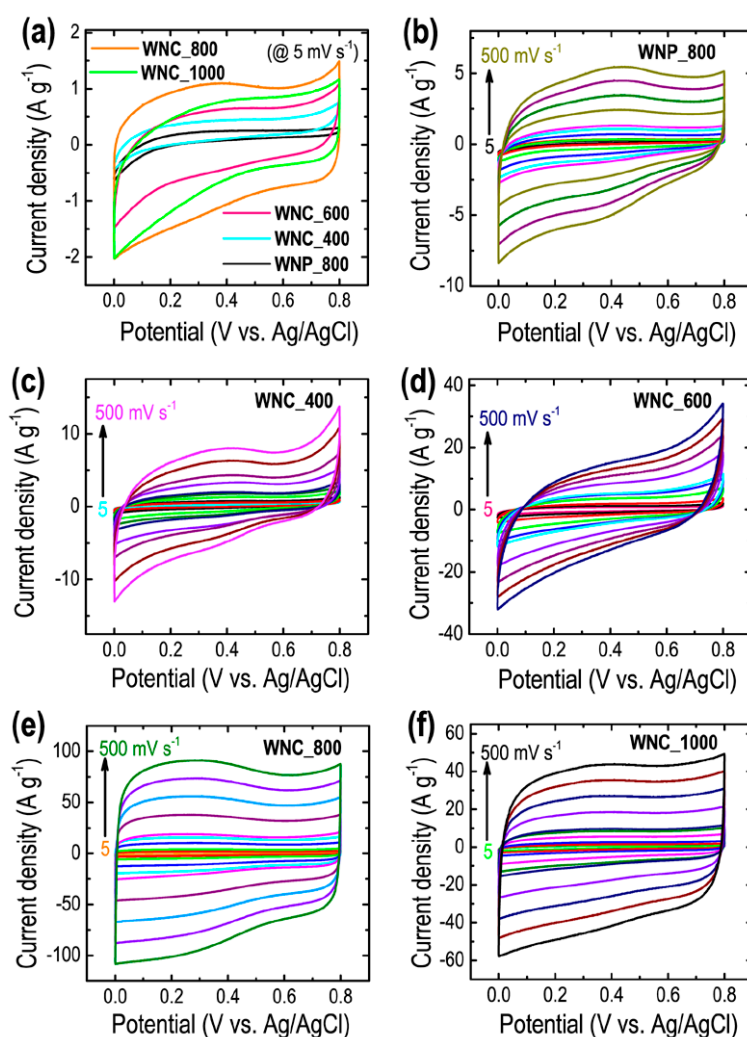 (a)
WNC_800 (@ 5 mV s⁻¹)
WNC_1000
WNC_600
WNC_400
WNP_800
2
1
0
-1
-2
0.0 0.2 0.4 0.6 0.8
Current density (A g⁻¹)
Potential (V vs. Ag/AgCl)
(b)
500 mV s⁻¹ WNP_800
5
5
0
-5
-10
0.0 0.2 0.4 0.6 0.8
Current density (A g⁻¹)
Potential (V vs. Ag/AgCl)
(c)
500 mV s⁻¹ WNC_400
5
10
0
-10
0.0 0.2 0.4 0.6 0.8
Current density (A g⁻¹)
Potential (V vs. Ag/AgCl)
(d)
500 mV s⁻¹ WNC_600
5
40
20
0
-20
-40
0.0 0.2 0.4 0.6 0.8
Current density (A g⁻¹)
Potential (V vs. Ag/AgCl)
(e)
500 mV s⁻¹ WNC_800
5
100
50
0
-50
-100
0.0 0.2 0.4 0.6 0.8
Current density (A g⁻¹)
Potential (V vs. Ag/AgCl)
(f)
500 mV s⁻¹ WNC_1000
5
60
40
20
0
-20
-40
-60
0.0 0.2 0.4 0.6 0.8
Current density (A g⁻¹)
Potential (V vs. Ag/AgCl)